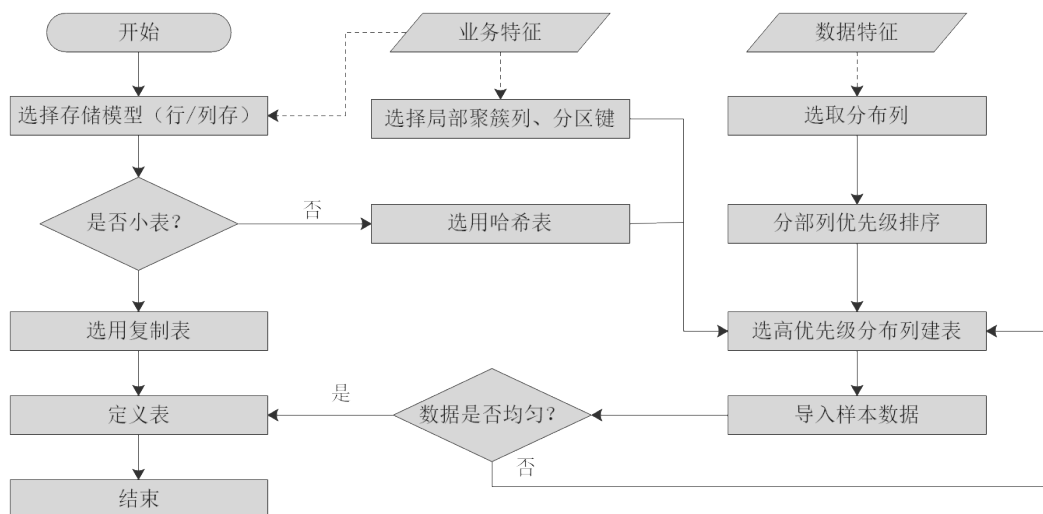 开始
业务特征
数据特征
选择存储模型（行/列存）
选择局部聚簇列、分区键
选取分布列
是否小表？
否
选用哈希表
分部列优先级排序
选用复制表
选高优先级分布列建表
定义表
是
数据是否均匀？
导入样本数据
否
结束